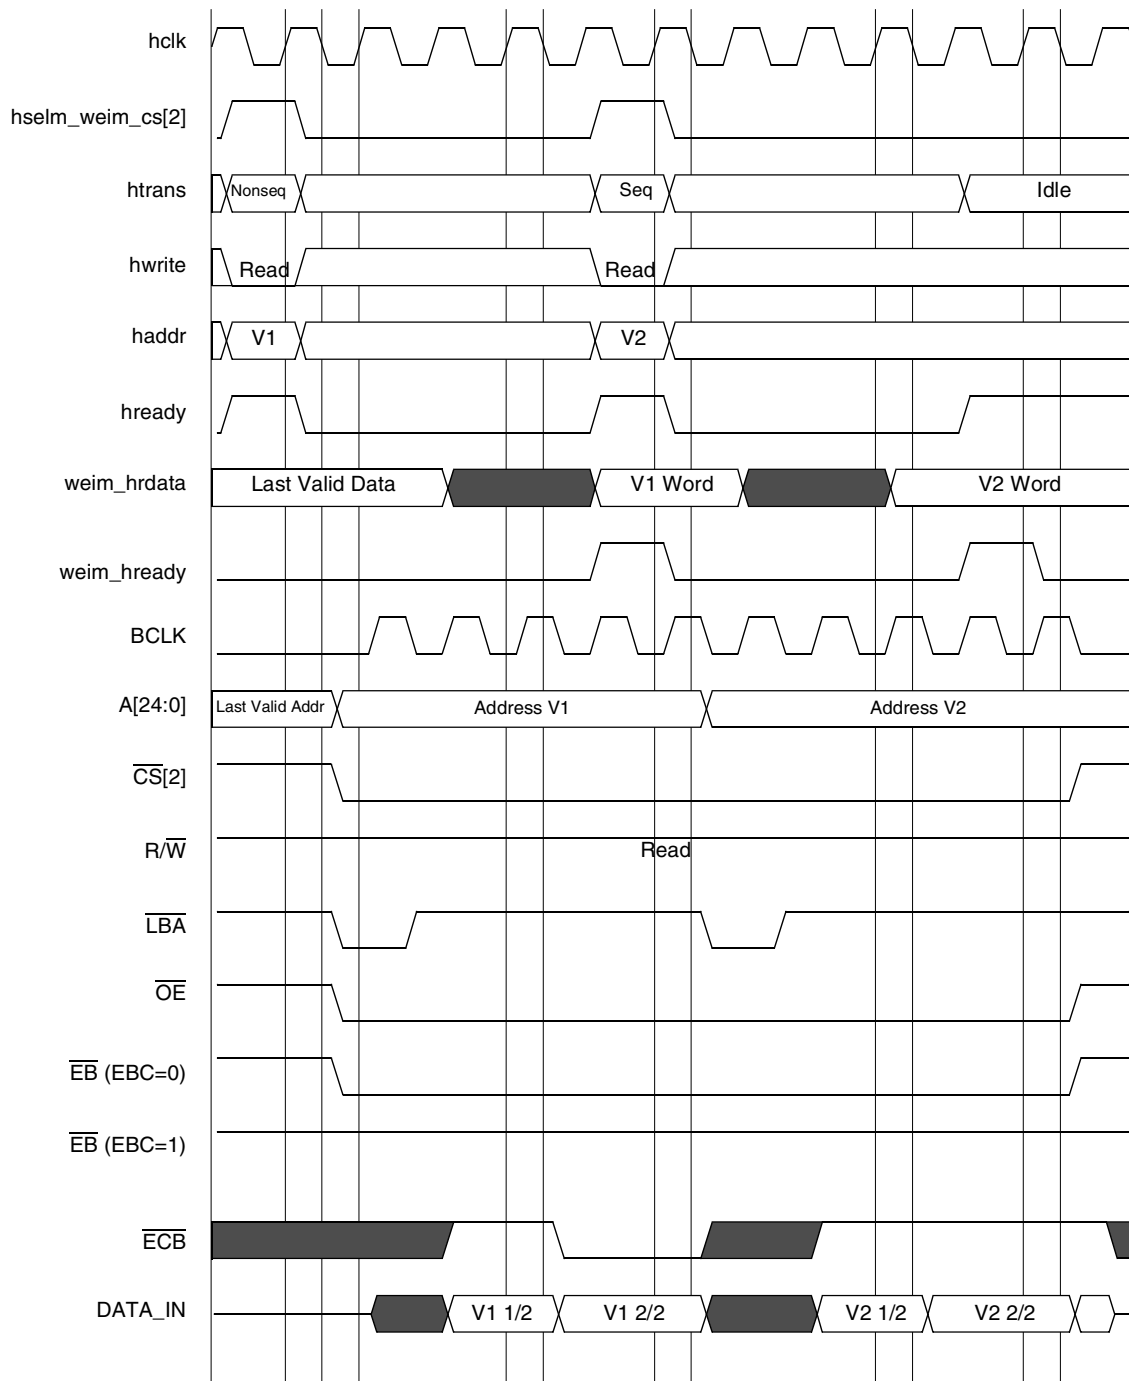 hclk
hselm_weim_cs[2]
htrans Nonseq Seq Idle
hwrite Read Read
haddr V1 V2
hready
weim_hrdata Last Valid Data V1 Word V2 Word
weim_hready
BCLK
A[24:0] Last Valid Addr Address V1 Address V2
CS[2]
R/W Read
LBA
OE
EB (EBC=0)
EB (EBC=1)
ECB
DATA_IN V1 1/2 V1 2/2 V2 1/2 V2 2/2